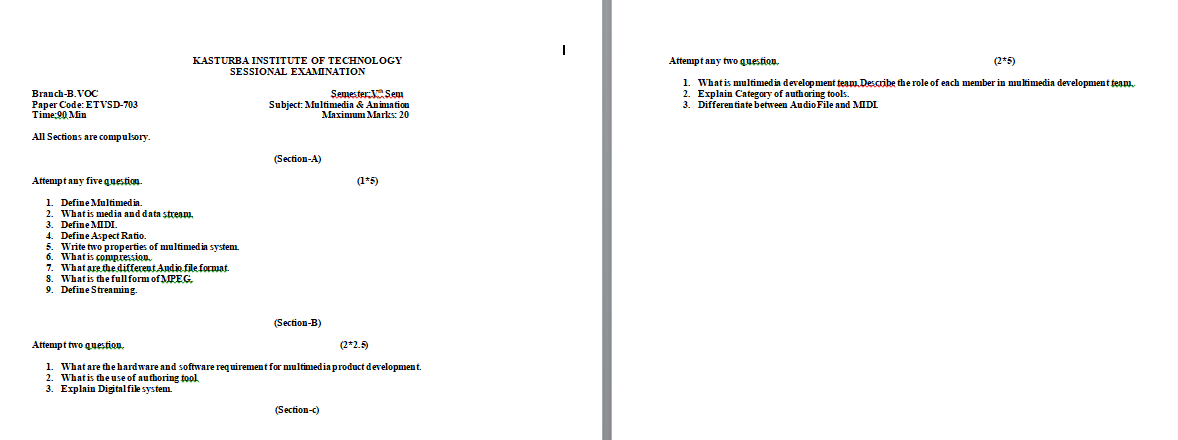 KASTURBA INSTITUTE OF TECHNOLOGY
SESSIONAL EXAMINATION
Branch-B.VOC Semester:Vth Sem
Paper Code: ETVSD-703 Subject: Multimedia & Animation
Time:90 Min Maximum Marks: 20
All Sections are compulsory.
(Section-A)
Attempt any five question. (1*5)
1. Define Multimedia.
2. What is media and data stream.
3. Define MIDI.
4. Define Aspect Ratio.
5. Write two properties of multimedia system.
6. What is compression.
7. What are the different Audio file format.
8. What is the full form of MPEG.
9. Define Streaming.
(Section-B)
Attempt two question. (2*2.5)
1. What are the hardware and software requirement for multimedia product development.
2. What is the use of authoring tool.
3. Explain Digital file system.
(Section-c)
Attempt any two question. (2*5)
1. What is multimedia development team.Describe the role of each member in multimedia development team.
2. Explain Category of authoring tools.
3. Differentiate between Audio File and MIDI.